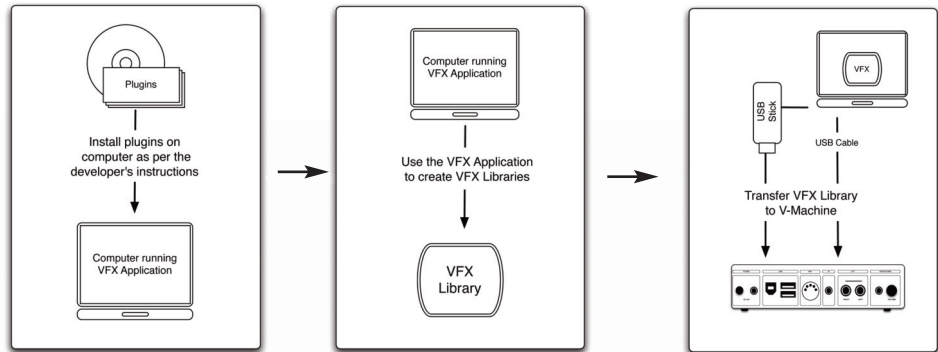 Plugins
Install plugins on
computer as per the
developer's instructions
Computer running
VFX Application
Computer running
VFX Application
Use the VFX Application
to create VFX Libraries
VFX
Library
VFX
USB
Stick
USB Cable
Transfer VFX Library
to V-Machine